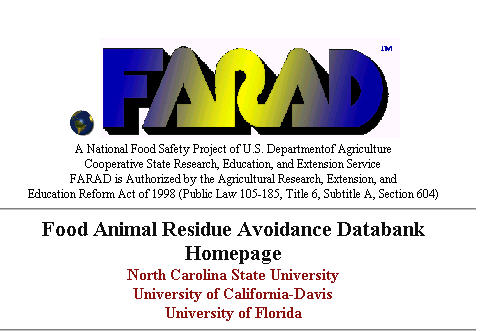 FARAD™
A National Food Safety Project of U.S. Departmentof Agriculture
Cooperative State Research, Education, and Extension Service
FARAD is Authorized by the Agricultural Research, Extension, and
Education Reform Act of 1998 (Public Law 105-185, Title 6, Subtitle A, Section 604)
Food Animal Residue Avoidance Databank
Homepage
North Carolina State University
University of California-Davis
University of Florida